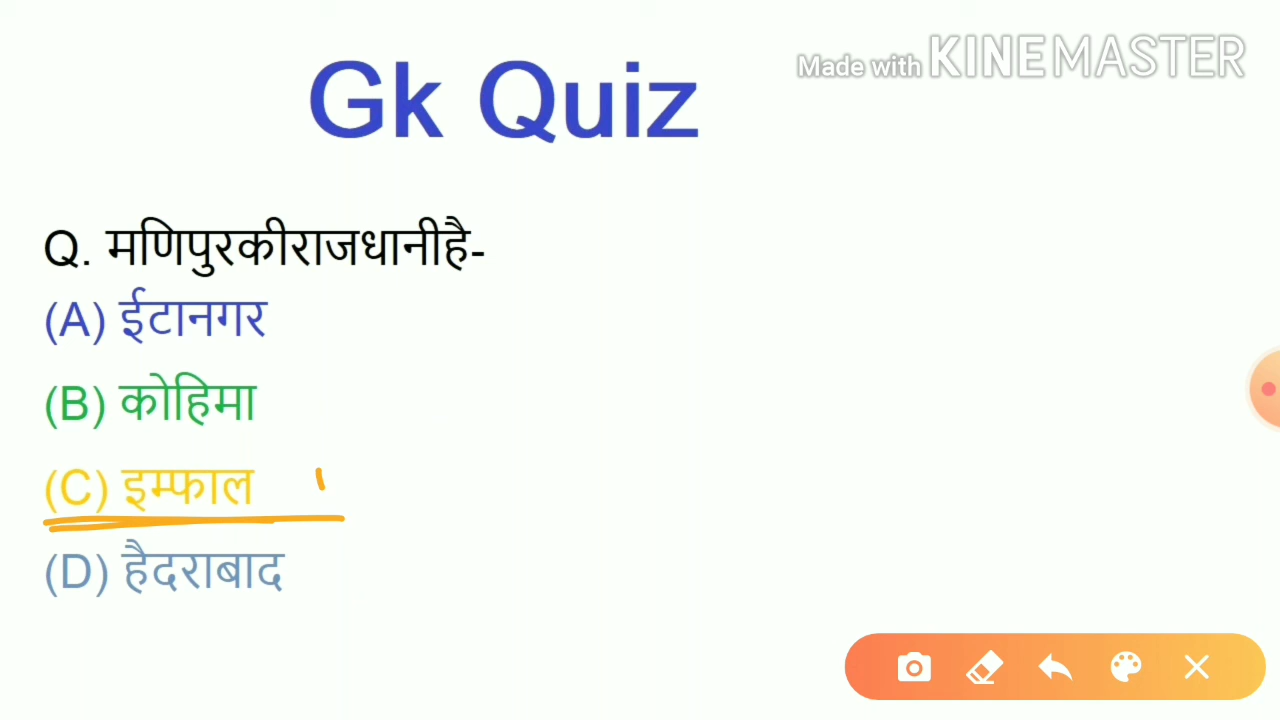 Made with KINEMASTER
Gk Quiz
Q. मणिपुरकीराजधानीहै-
(A) ईटानगर
(B) कोहिमा
(C) इम्फाल
(D) हैदराबाद